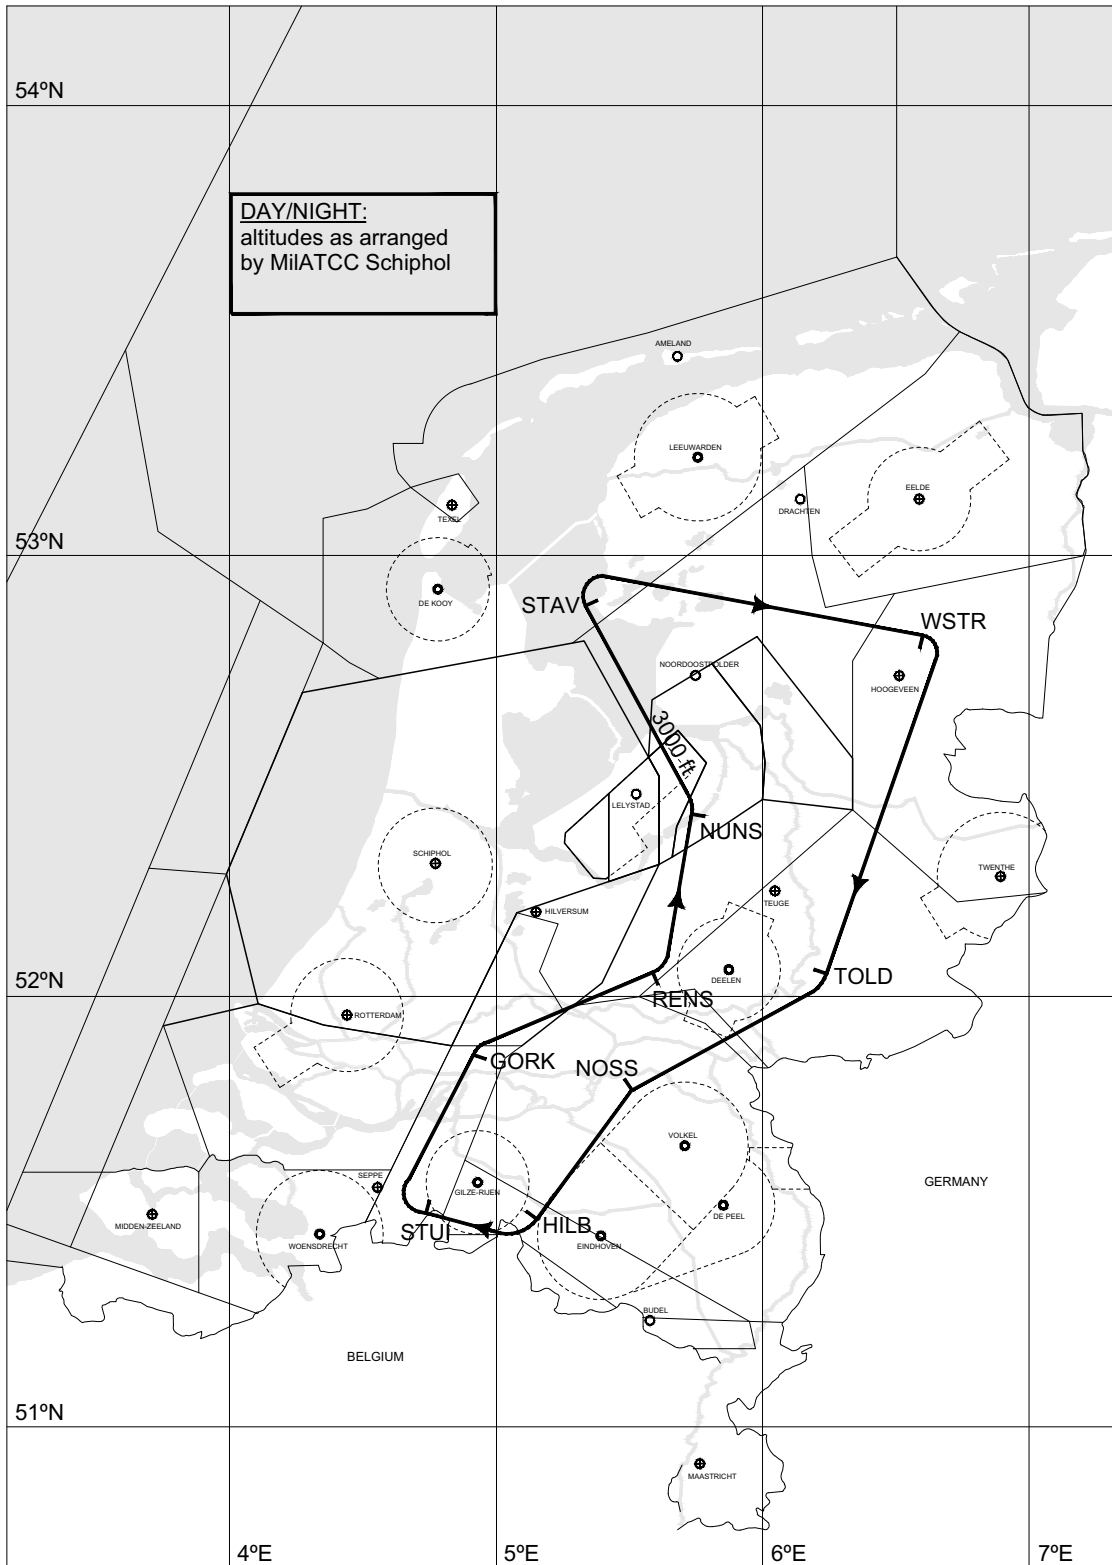 54ºN
DAY/NIGHT:
altitudes as arranged
by MilATCC Schiphol
AMELAND
LEEUWARDEN
EELDE
DRACHTEN
TEXEL
53ºN
DE KOOY
STAV
WSTR
NOORDOOSTPOLDER
HOOGEVEEN
3000 ft.
LELYSTAD
NUNS
SCHIPHOL
TWENTHE
TEUGE
HILVERSUM
DEELEN
TOLD
52ºN
RENS
ROTTERDAM
GORK
NOSS
VOLKEL
SEPPE
GILZE-RIJEN
GERMANY
DE PEEL
MIDDEN-ZEELAND
STUI
HILB
WOENSDRECHT
EINDHOVEN
BUDEL
BELGIUM
51ºN
MAASTRICHT
4ºE
5ºE
6ºE
7ºE